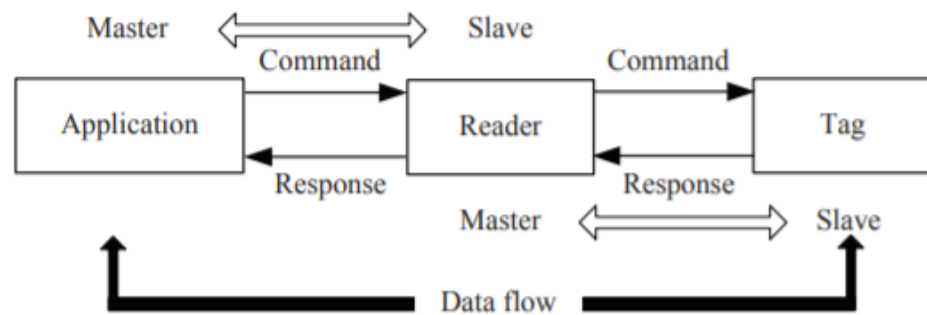 Master Slave
Command Command
Application Reader Tag
Response Response
Master Slave
Data flow